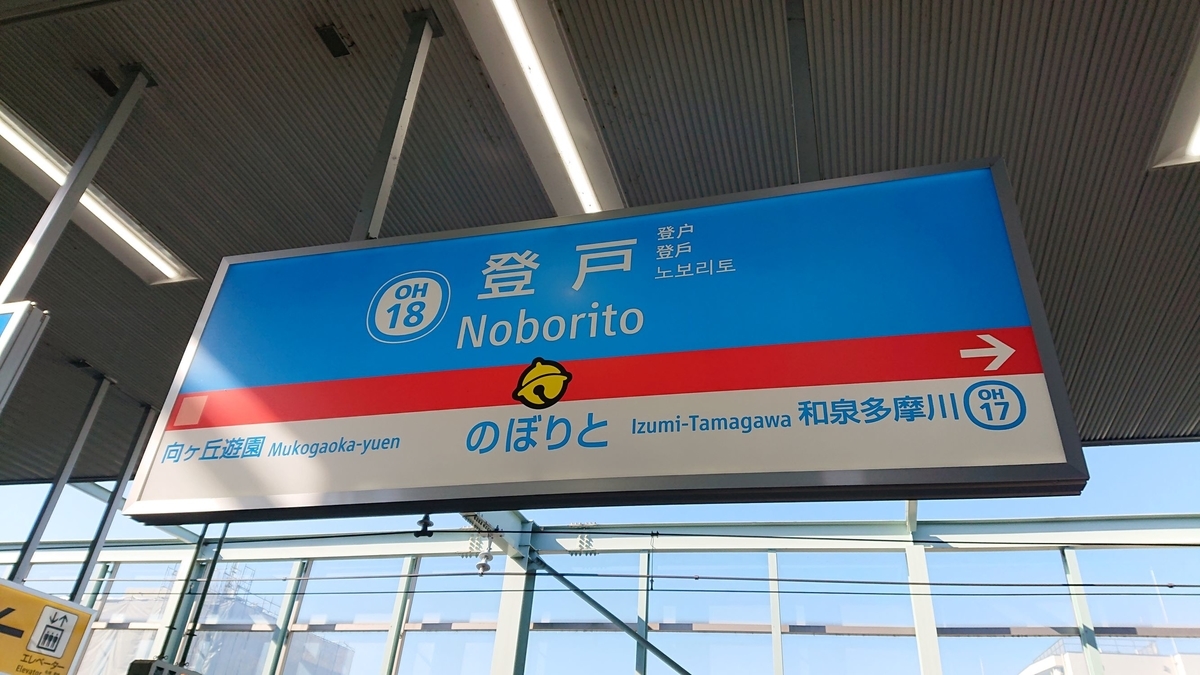 OH
18
登戸
Noborito
登户
登戶
노보리토
向ヶ丘遊園 Mukogaoka-yuen
のぼりと
Izumi-Tamagawa 和泉多摩川
OH
17
エレベーター
Elevator